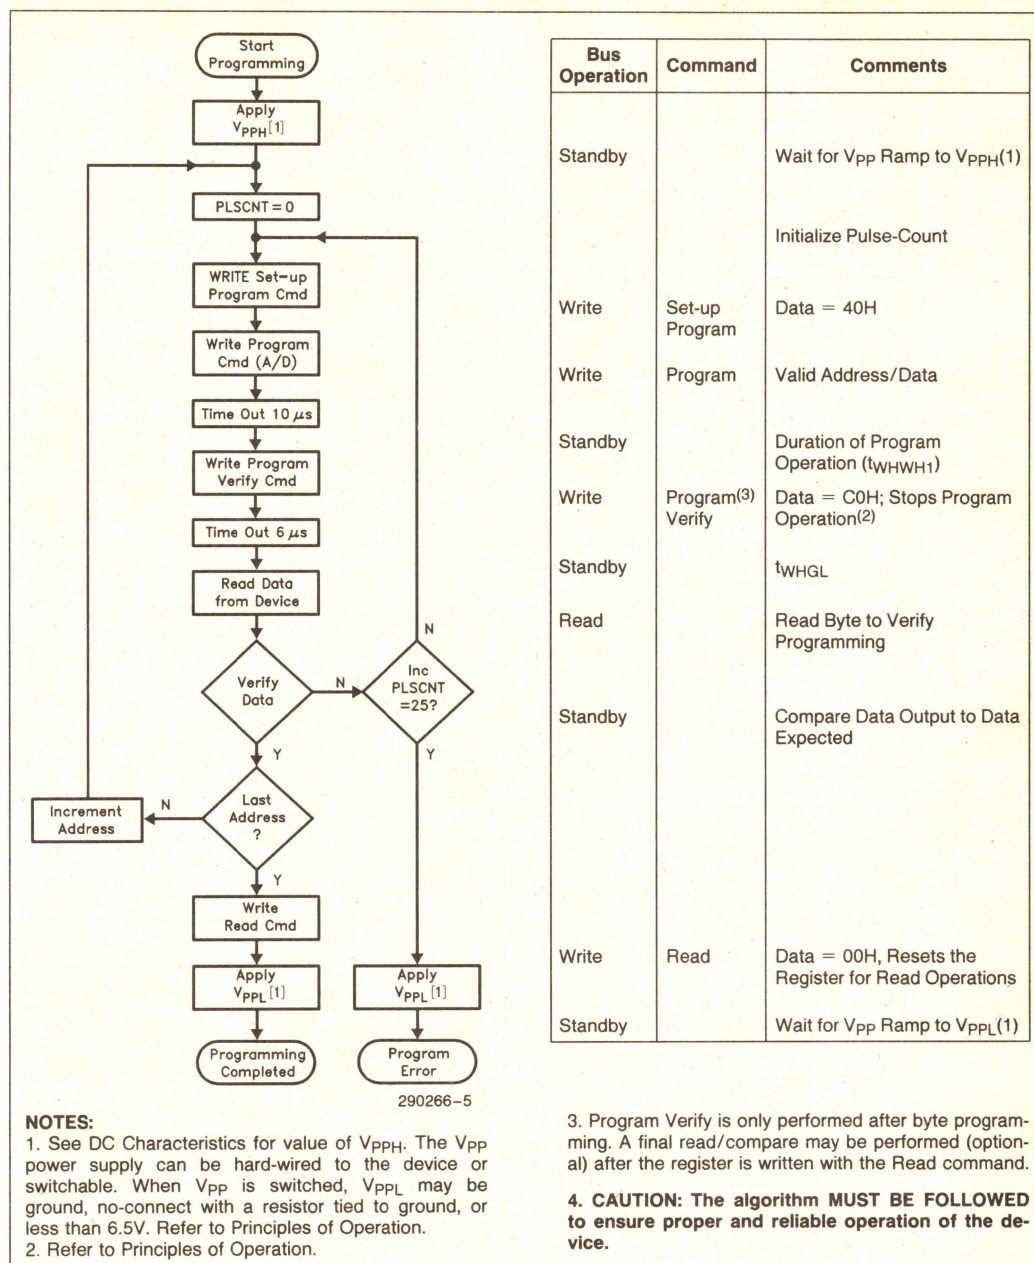 Start
Programming
Apply
VPPH[1]
PLSCNT = 0
WRITE Set-up
Program Cmd
Write Program
Cmd (A/D)
Time Out 10 µs
Write Program
Verify Cmd
Time Out 6 µs
Read Data
from Device
Verify
Data
N
Inc
PLSCNT
=25?
N
Y
Y
Last
Address
?
N
Increment
Address
Y
Write
Read Cmd
Apply
VPPL[1]
Apply
VPPL[1]
Programming
Completed
Program
Error
290266-5
Bus
Operation
Command
Comments
Standby
Wait for VPP Ramp to VPPH(1)
Initialize Pulse-Count
Write
Set-up
Program
Data = 40H
Write
Program
Valid Address/Data
Standby
Duration of Program
Operation (tWHWH1)
Write
Program(3)
Verify
Data = C0H; Stops Program
Operation(2)
Standby
tWHGL
Read
Read Byte to Verify
Programming
Standby
Compare Data Output to Data
Expected
Write
Read
Data = 00H, Resets the
Register for Read Operations
Standby
Wait for VPP Ramp to VPPL(1)
NOTES:
1. See DC Characteristics for value of VPPH. The VPP
power supply can be hard-wired to the device or
switchable. When VPP is switched, VPPL may be
ground, no-connect with a resistor tied to ground, or
less than 6.5V. Refer to Principles of Operation.
2. Refer to Principles of Operation.
3. Program Verify is only performed after byte program-
ming. A final read/compare may be performed (option-
al) after the register is written with the Read command.
4. CAUTION: The algorithm MUST BE FOLLOWED
to ensure proper and reliable operation of the de-
vice.